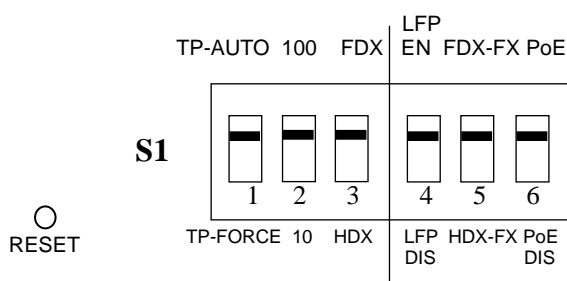 LFP
TP-AUTO 100 FDX EN FDX-FX PoE
S1
1 2 3 4 5 6
RESET
TP-FORCE 10 HDX LFP HDX-FX PoE
DIS DIS